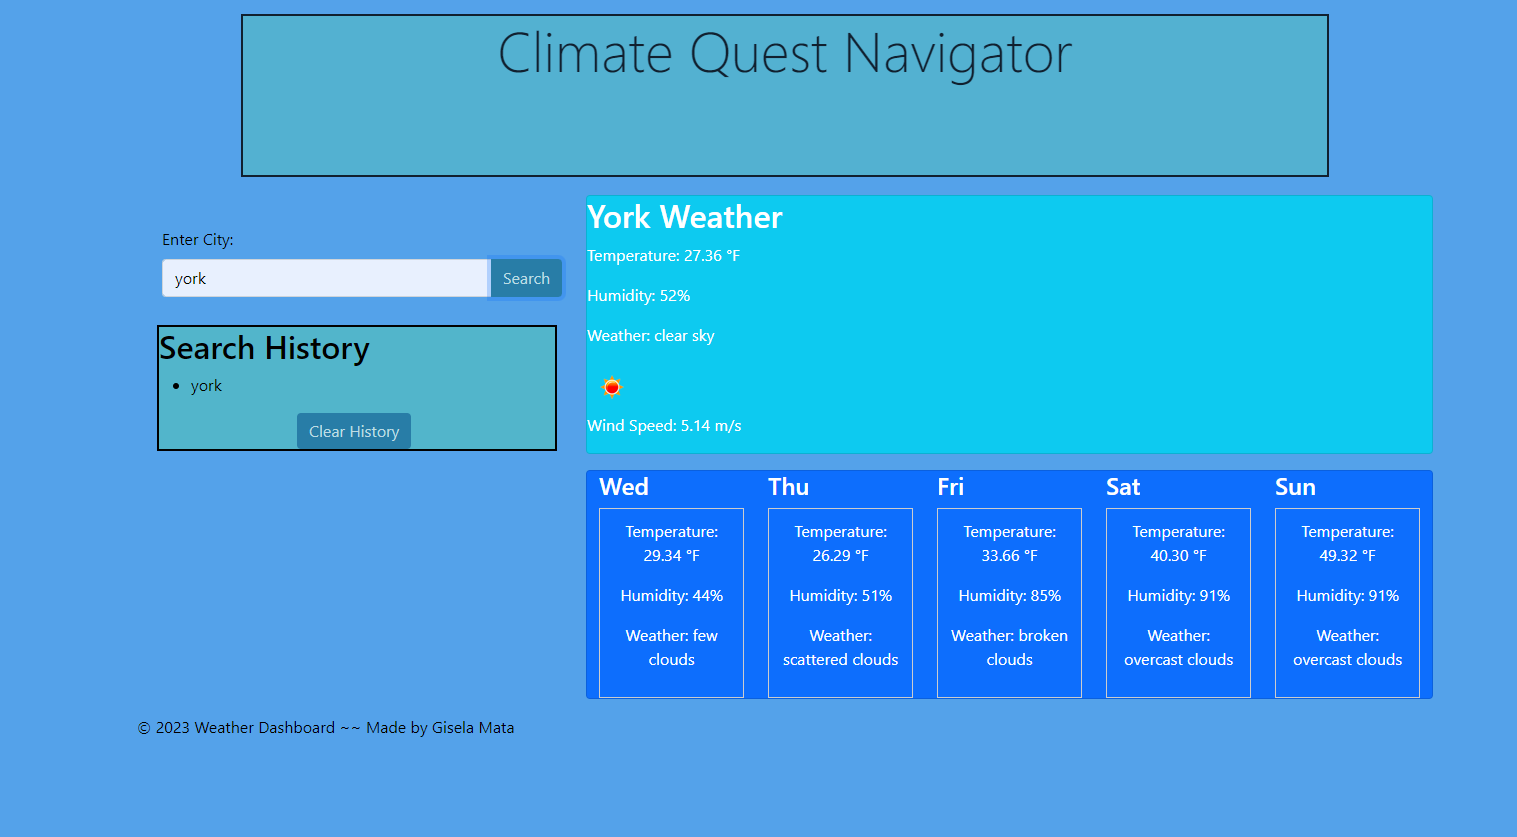 Climate Quest Navigator
Enter City:
york
Search
Search History
• york
Clear History
York Weather
Temperature: 27.36 °F
Humidity: 52%
Weather: clear sky
Wind Speed: 5.14 m/s
Wed
Temperature:
29.34 °F
Humidity: 44%
Weather: few
clouds
Thu
Temperature:
26.29 °F
Humidity: 51%
Weather:
scattered clouds
Fri
Temperature:
33.66 °F
Humidity: 85%
Weather: broken
clouds
Sat
Temperature:
40.30 °F
Humidity: 91%
Weather:
overcast clouds
Sun
Temperature:
49.32 °F
Humidity: 91%
Weather:
overcast clouds
© 2023 Weather Dashboard ~~ Made by Gisela Mata